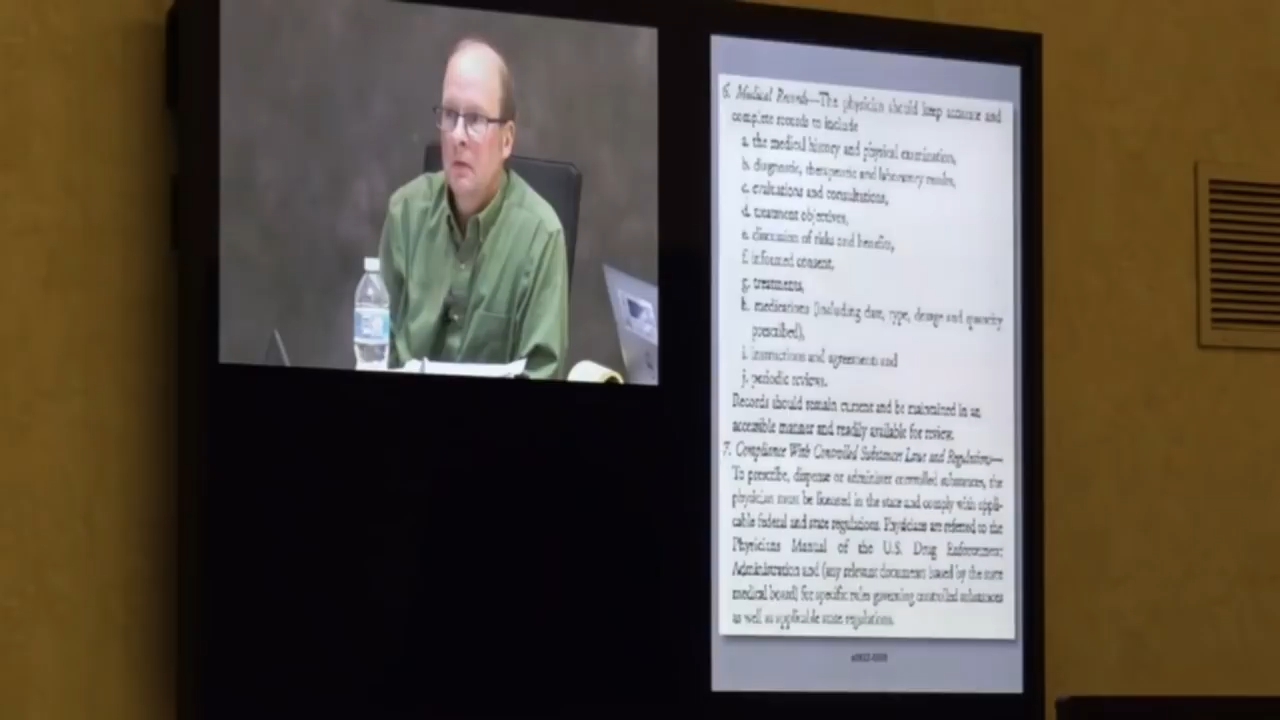 6. Medical Records—The physician should keep accurate and
complete records to include
a. the medical history and physical examination,
b. diagnostic, therapeutic and laboratory results,
c. evaluations and consultations,
d. treatment objectives,
e. discussion of risks and benefits,
f. informed consent,
g. treatments,
h. medications (including date, type, dosage and quantity
prescribed),
i. instructions and agreements and
j. periodic reviews.
Records should remain current and be maintained in an
accessible manner and readily available for review.
7. Compliance With Controlled Substances Laws and Regulations—
To prescribe, dispense or administer controlled substances, the
physician must be licensed in the state and comply with appli-
cable federal and state regulations. Physicians are referred to the
Physicians Manual of the U.S. Drug Enforcement
Administration and (any relevant documents issued by the state
medical board) for specific rules governing controlled substances
as well as applicable state regulations.